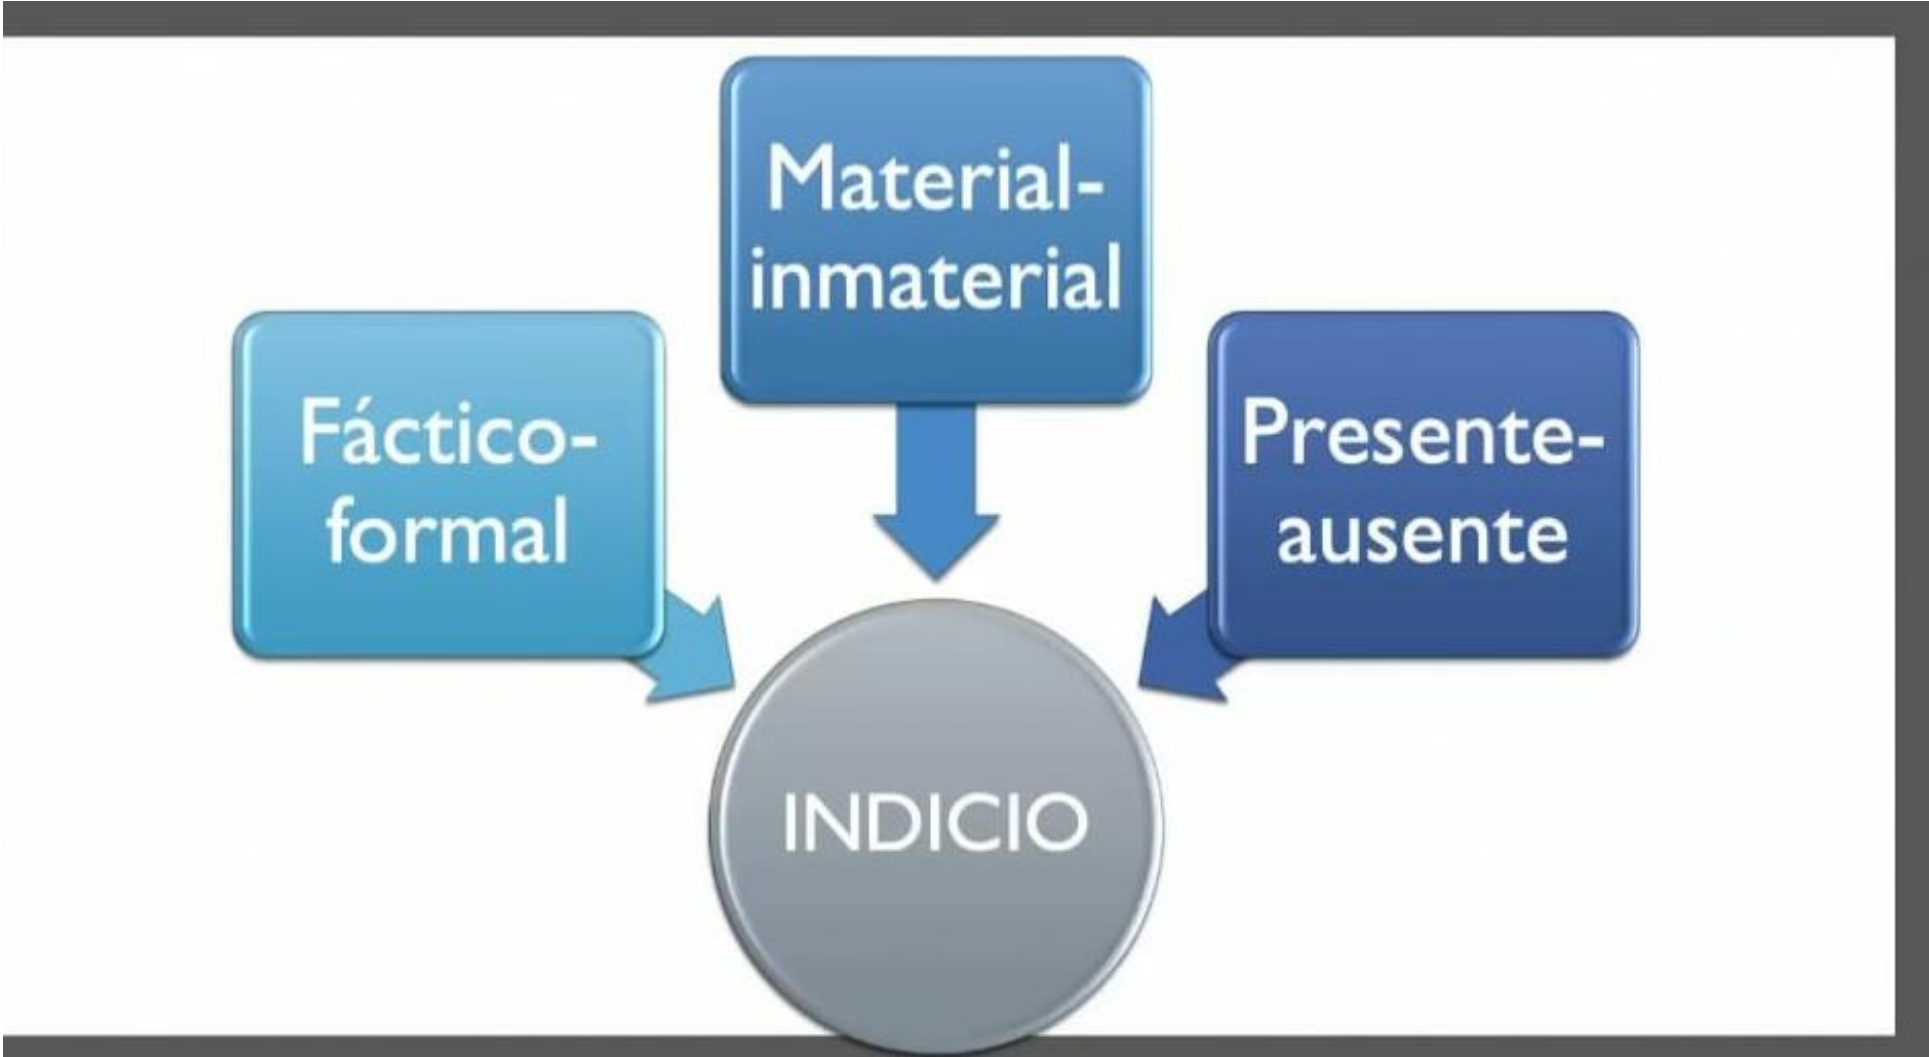 Material-
inmaterial
Fáctico-
formal
Presente-
ausente
INDICIO